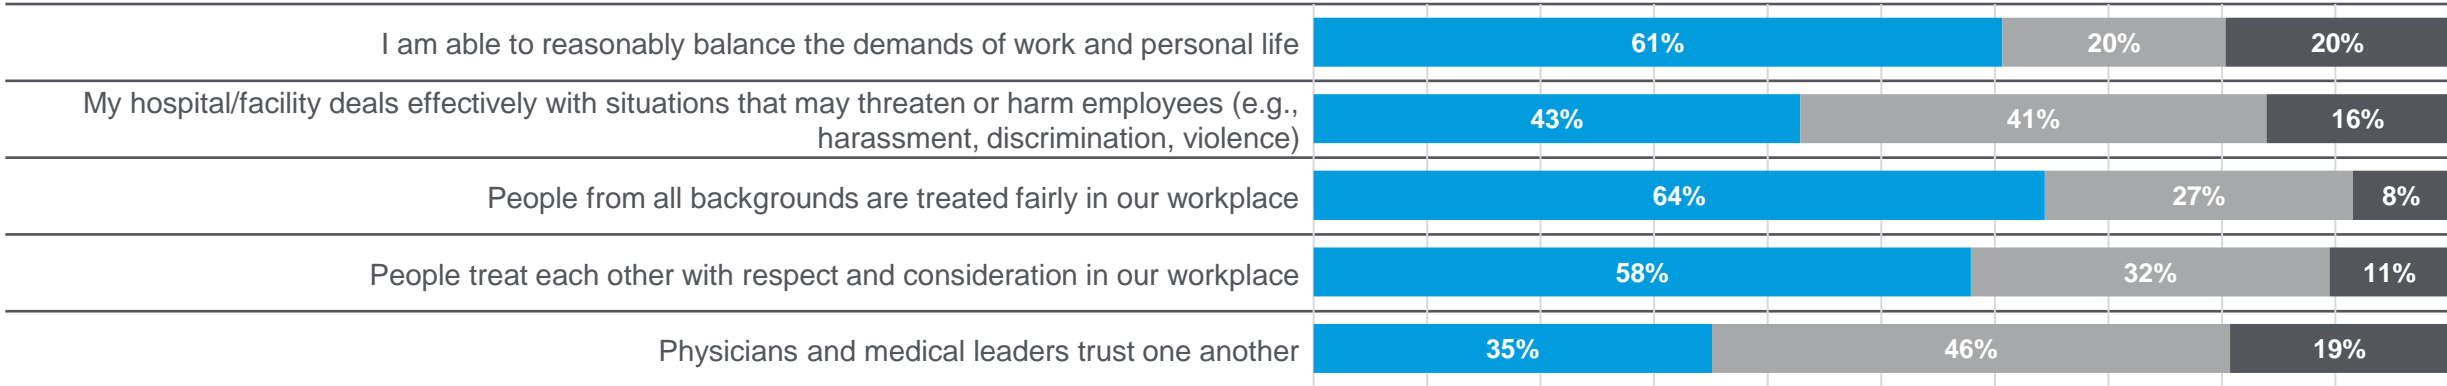 I am able to reasonably balance the demands of work and personal life 61% 20% 20%
My hospital/facility deals effectively with situations that may threaten or harm employees (e.g.,
harassment, discrimination, violence) 43% 41% 16%
People from all backgrounds are treated fairly in our workplace 64% 27% 8%
People treat each other with respect and consideration in our workplace 58% 32% 11%
Physicians and medical leaders trust one another 35% 46% 19%